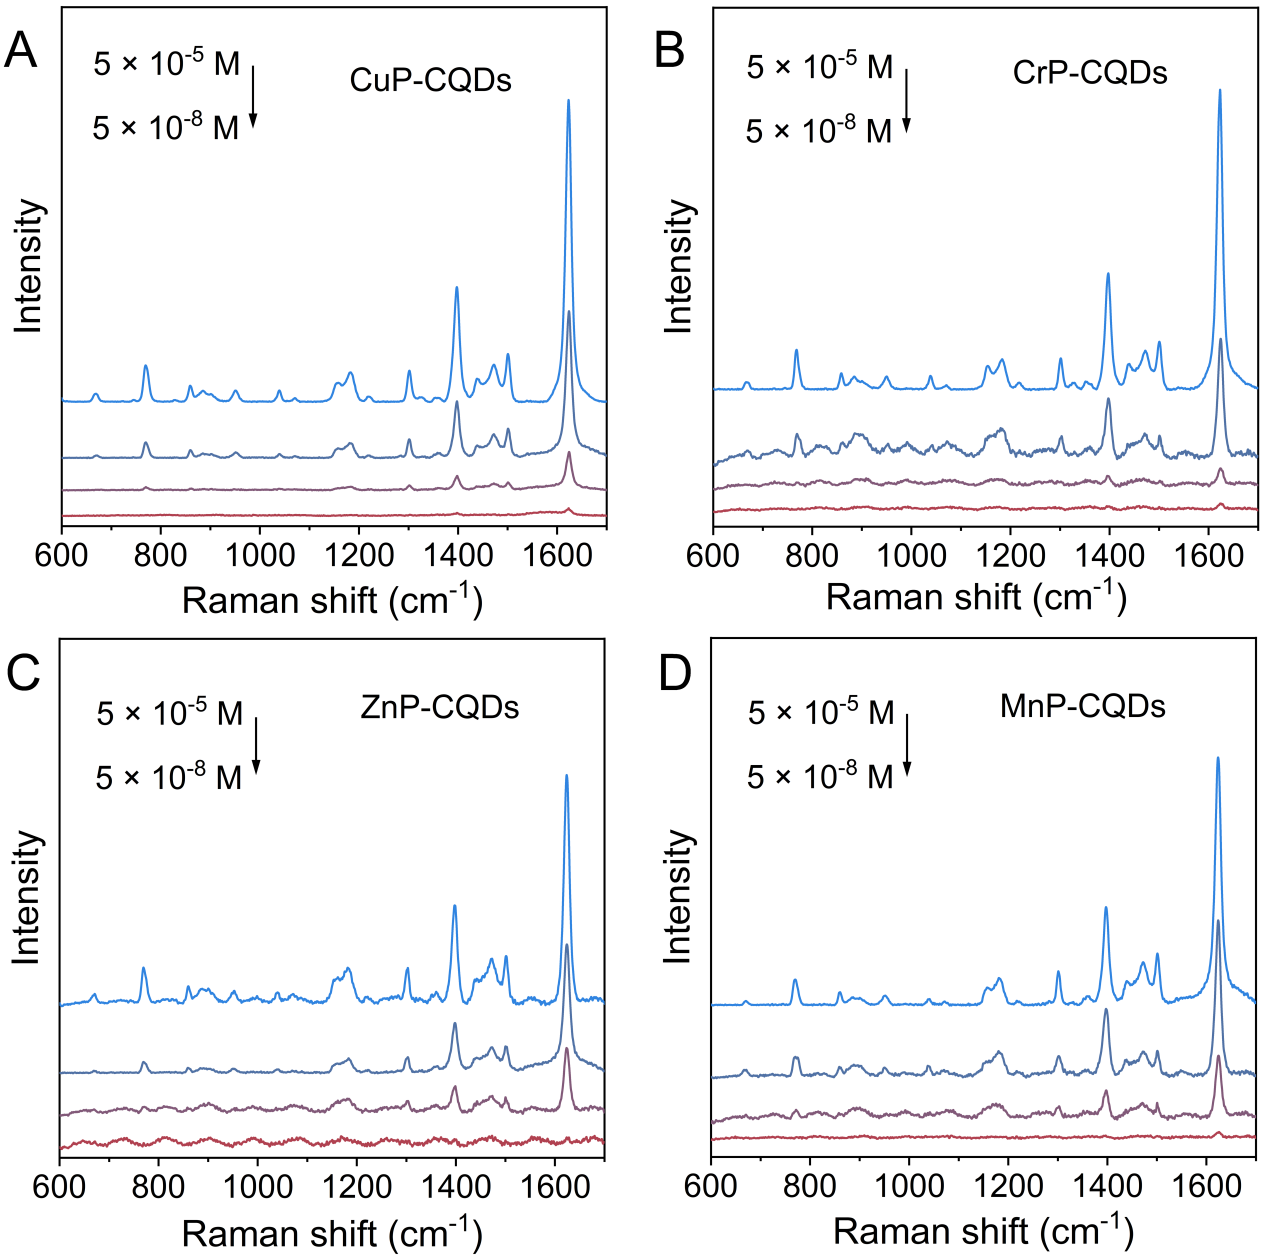 A
5 × 10⁻⁵ M
CuP-CQDs
5 × 10⁻⁸ M
Intensity
600 800 1000 1200 1400 1600
Raman shift (cm⁻¹)
B
5 × 10⁻⁵ M
CrP-CQDs
5 × 10⁻⁸ M
Intensity
600 800 1000 1200 1400 1600
Raman shift (cm⁻¹)
C
5 × 10⁻⁵ M
ZnP-CQDs
5 × 10⁻⁸ M
Intensity
600 800 1000 1200 1400 1600
Raman shift (cm⁻¹)
D
5 × 10⁻⁵ M
MnP-CQDs
5 × 10⁻⁸ M
Intensity
600 800 1000 1200 1400 1600
Raman shift (cm⁻¹)